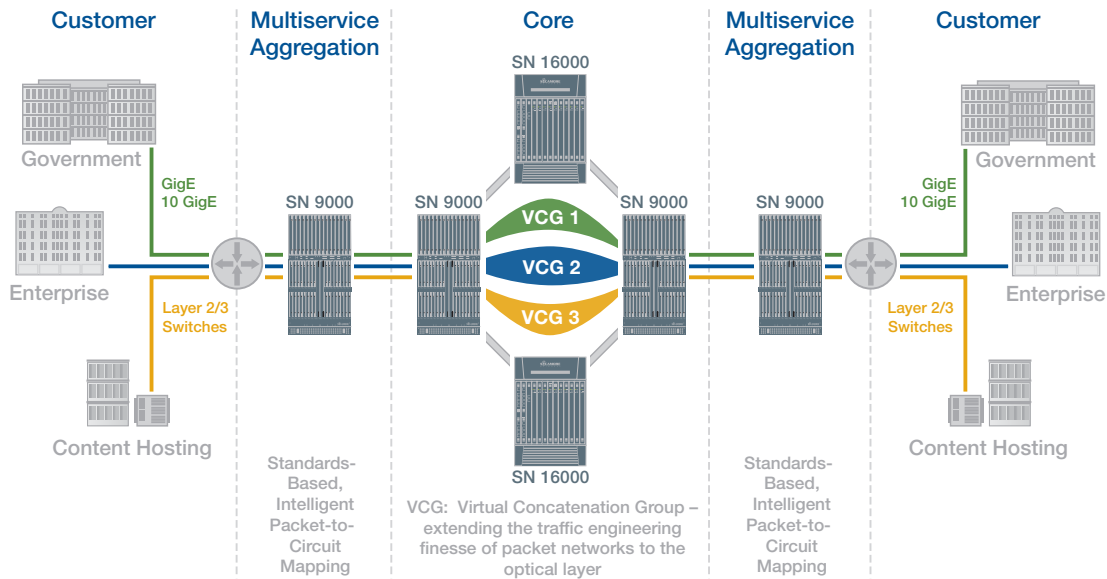 Customer
Multiservice
Aggregation
Core
Multiservice
Aggregation
Customer
SN 16000
Government
Government
GigE
10 GigE
GigE
10 GigE
SN 9000
SN 9000
SN 9000
SN 9000
VCG 1
VCG 2
VCG 3
Enterprise
Enterprise
Layer 2/3
Switches
Layer 2/3
Switches
Content Hosting
Content Hosting
SN 16000
Standards-
Based,
Intelligent
Packet-to-
Circuit
Mapping
VCG: Virtual Concatenation Group –
extending the traffic engineering
finesse of packet networks to the
optical layer
Standards-
Based,
Intelligent
Packet-to-
Circuit
Mapping